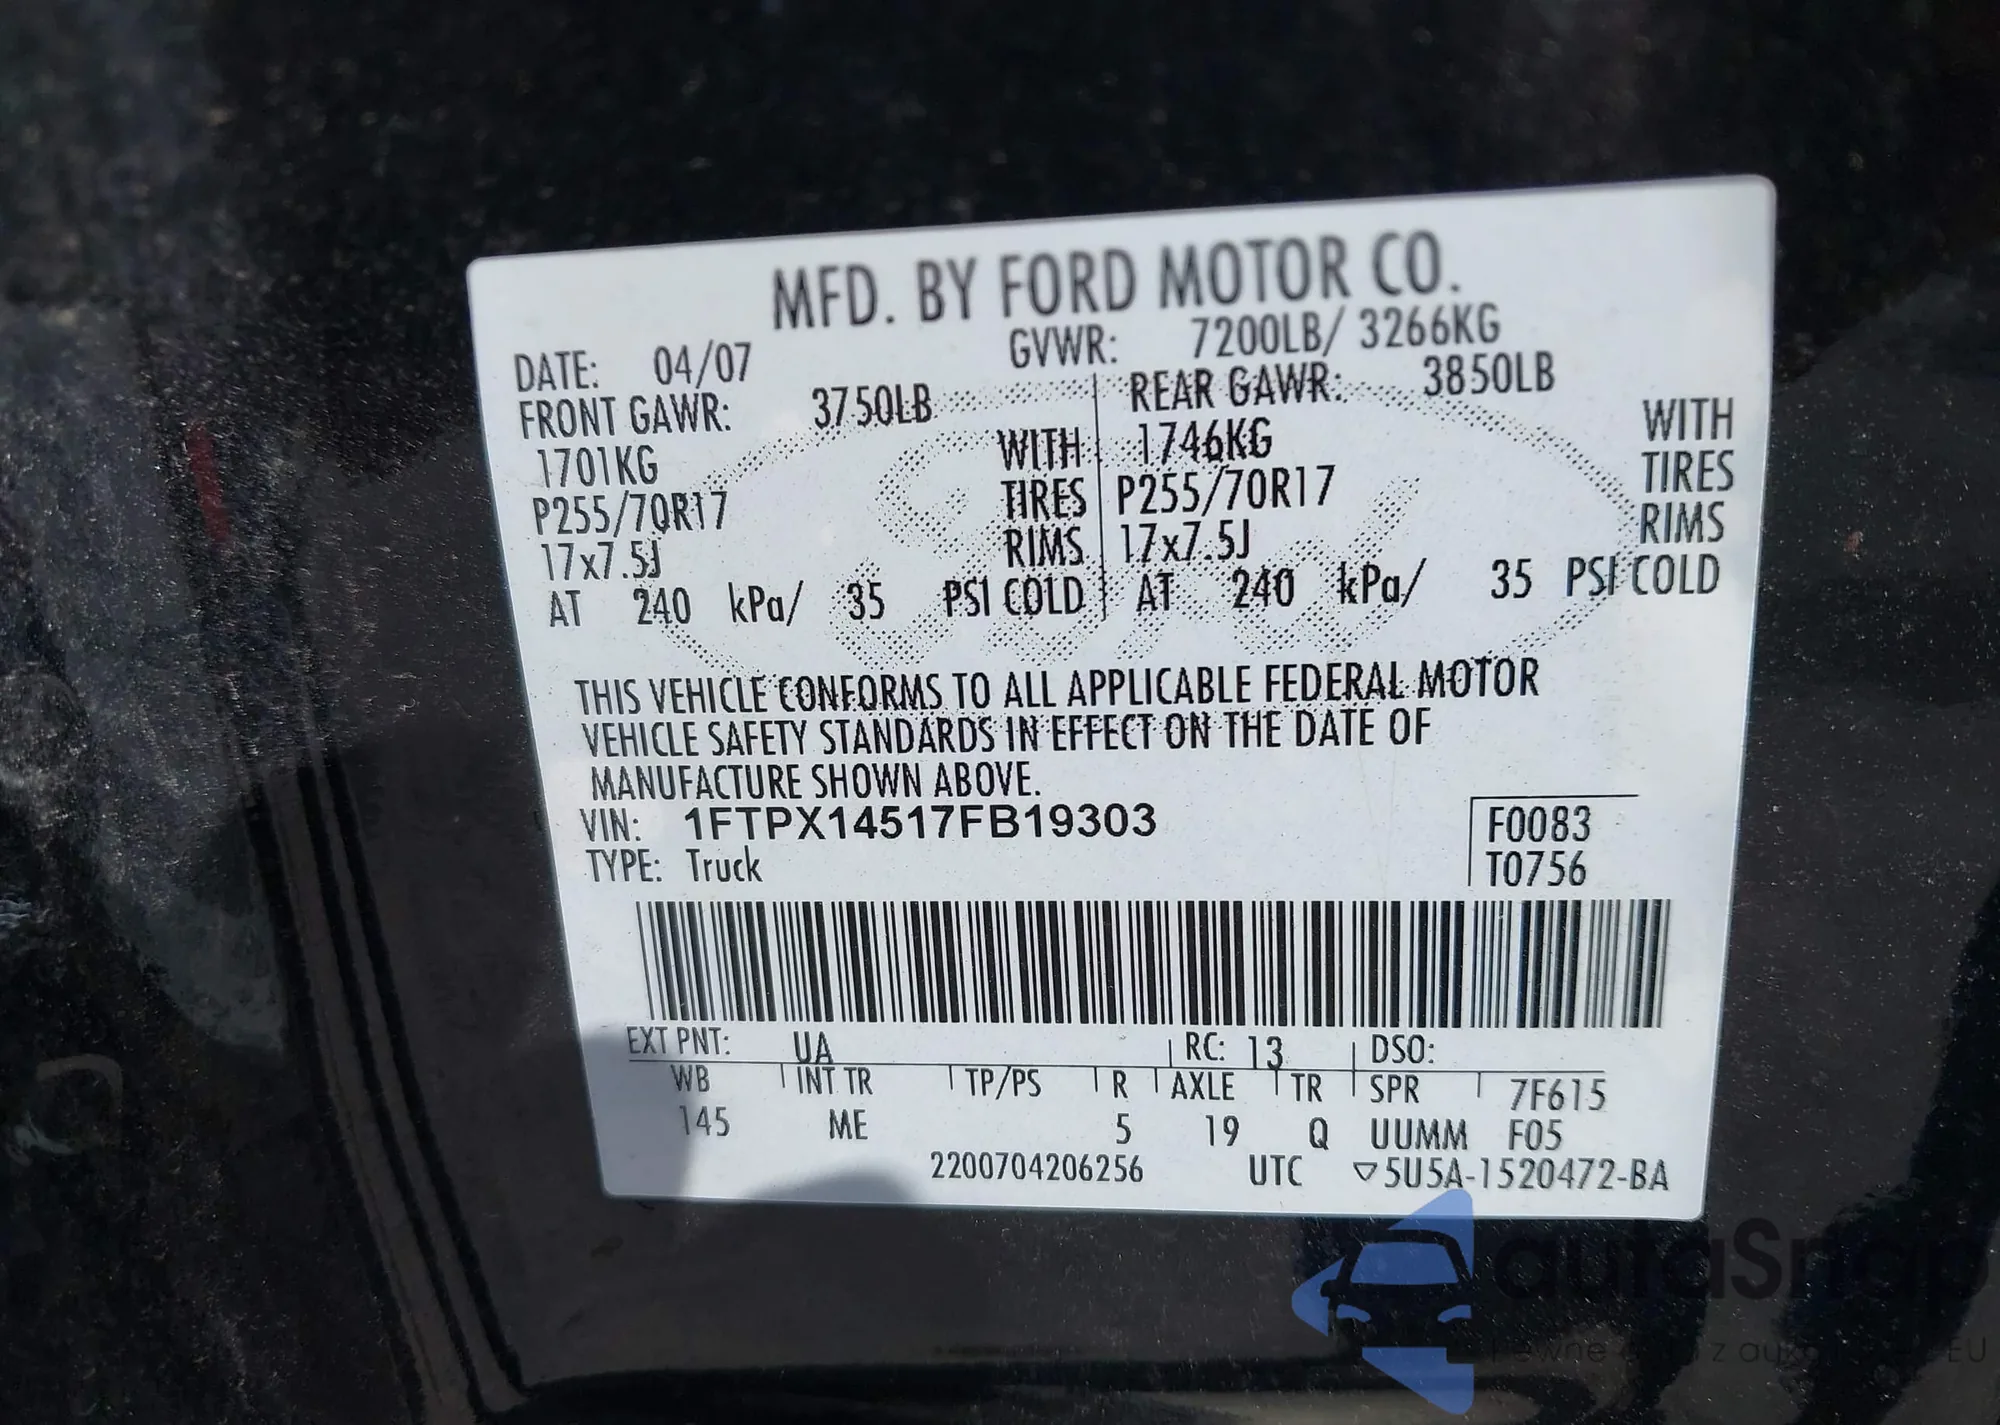 MFD. BY FORD MOTOR CO.
DATE: 04/07 GVWR: 7200LB/ 3266KG
FRONT GAWR: 3750LB REAR GAWR: 3850LB
1701KG WITH 1746KG WITH
P255/70R17 TIRES P255/70R17 TIRES
17x7.5J RIMS 17x7.5J RIMS
AT 240 kPa/ 35 PSI COLD AT 240 kPa/ 35 PSI COLD
THIS VEHICLE CONFORMS TO ALL APPLICABLE FEDERAL MOTOR
VEHICLE SAFETY STANDARDS IN EFFECT ON THE DATE OF
MANUFACTURE SHOWN ABOVE.
VIN: 1FTPX14517FB19303 F0083
TYPE: Truck T0756
EXT PNT: UA RC: 13 DSO:
WB INT TR TP/PS R AXLE TR SPR 7F615
145 ME 5 19 Q UUMM F05
2200704206256 UTC ▽5U5A-1520472-BA
autaSnap
EU